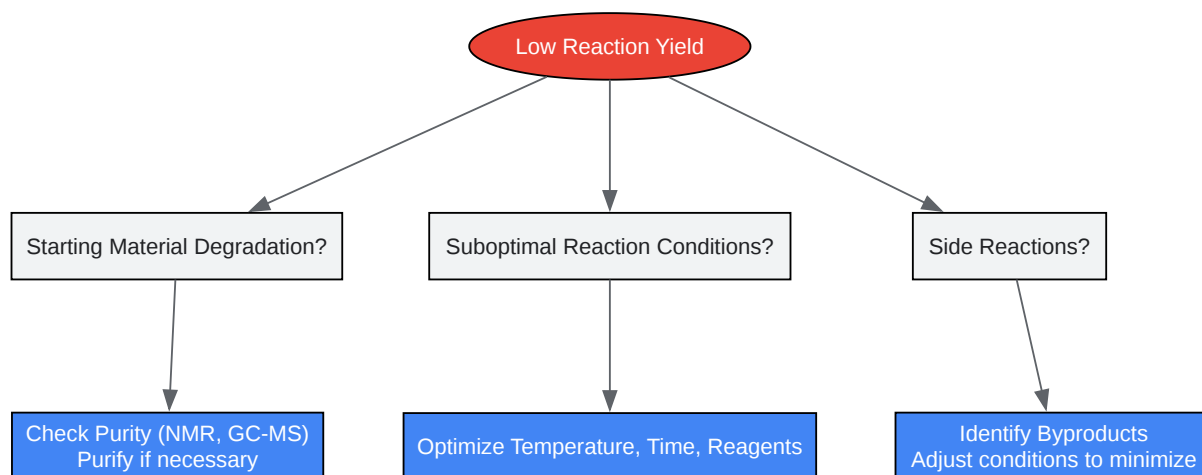 Low Reaction Yield
Starting Material Degradation?
Suboptimal Reaction Conditions?
Side Reactions?
Check Purity (NMR, GC-MS)
Purify if necessary
Optimize Temperature, Time, Reagents
Identify Byproducts
Adjust conditions to minimize